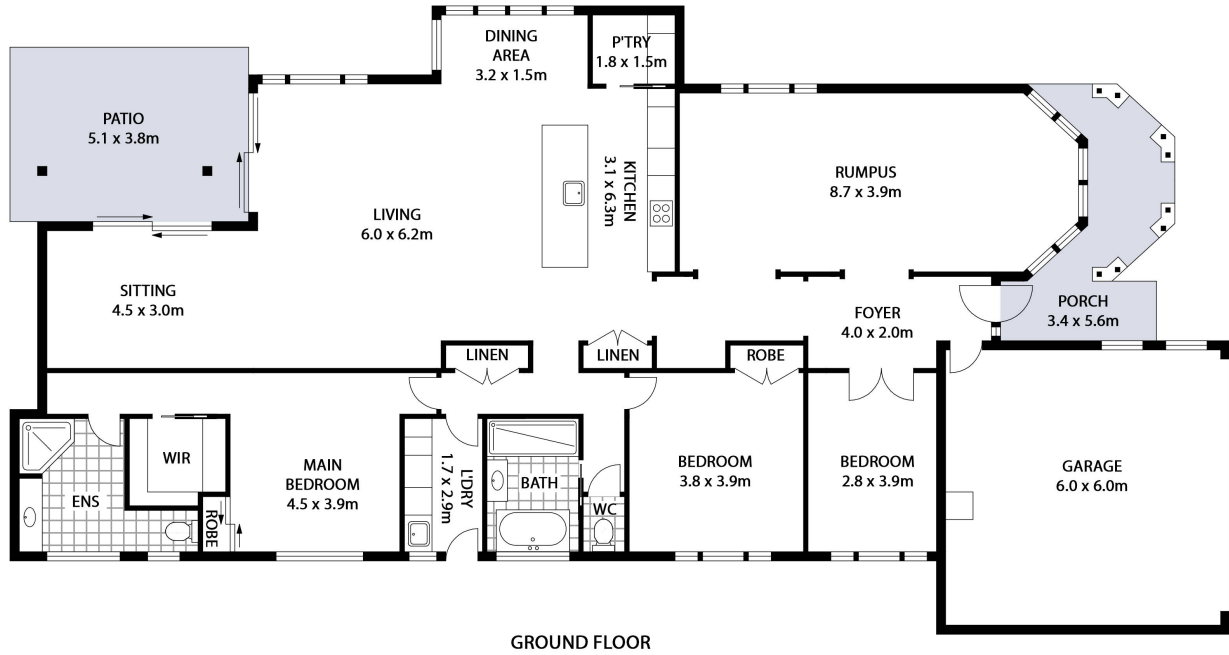 DINING
AREA
3.2 x 1.5m
P'TRY
1.8 x 1.5m
PATIO
5.1 x 3.8m
KITCHEN
3.1 x 6.3m
RUMPUS
8.7 x 3.9m
LIVING
6.0 x 6.2m
SITTING
4.5 x 3.0m
FOYER
4.0 x 2.0m
PORCH
3.4 x 5.6m
LINEN
LINEN
ROBE
WIR
MAIN
BEDROOM
4.5 x 3.9m
L'DRY
1.7 x 2.9m
BATH
BEDROOM
3.8 x 3.9m
BEDROOM
2.8 x 3.9m
GARAGE
6.0 x 6.0m
ENS
ROBE
WC
GROUND FLOOR